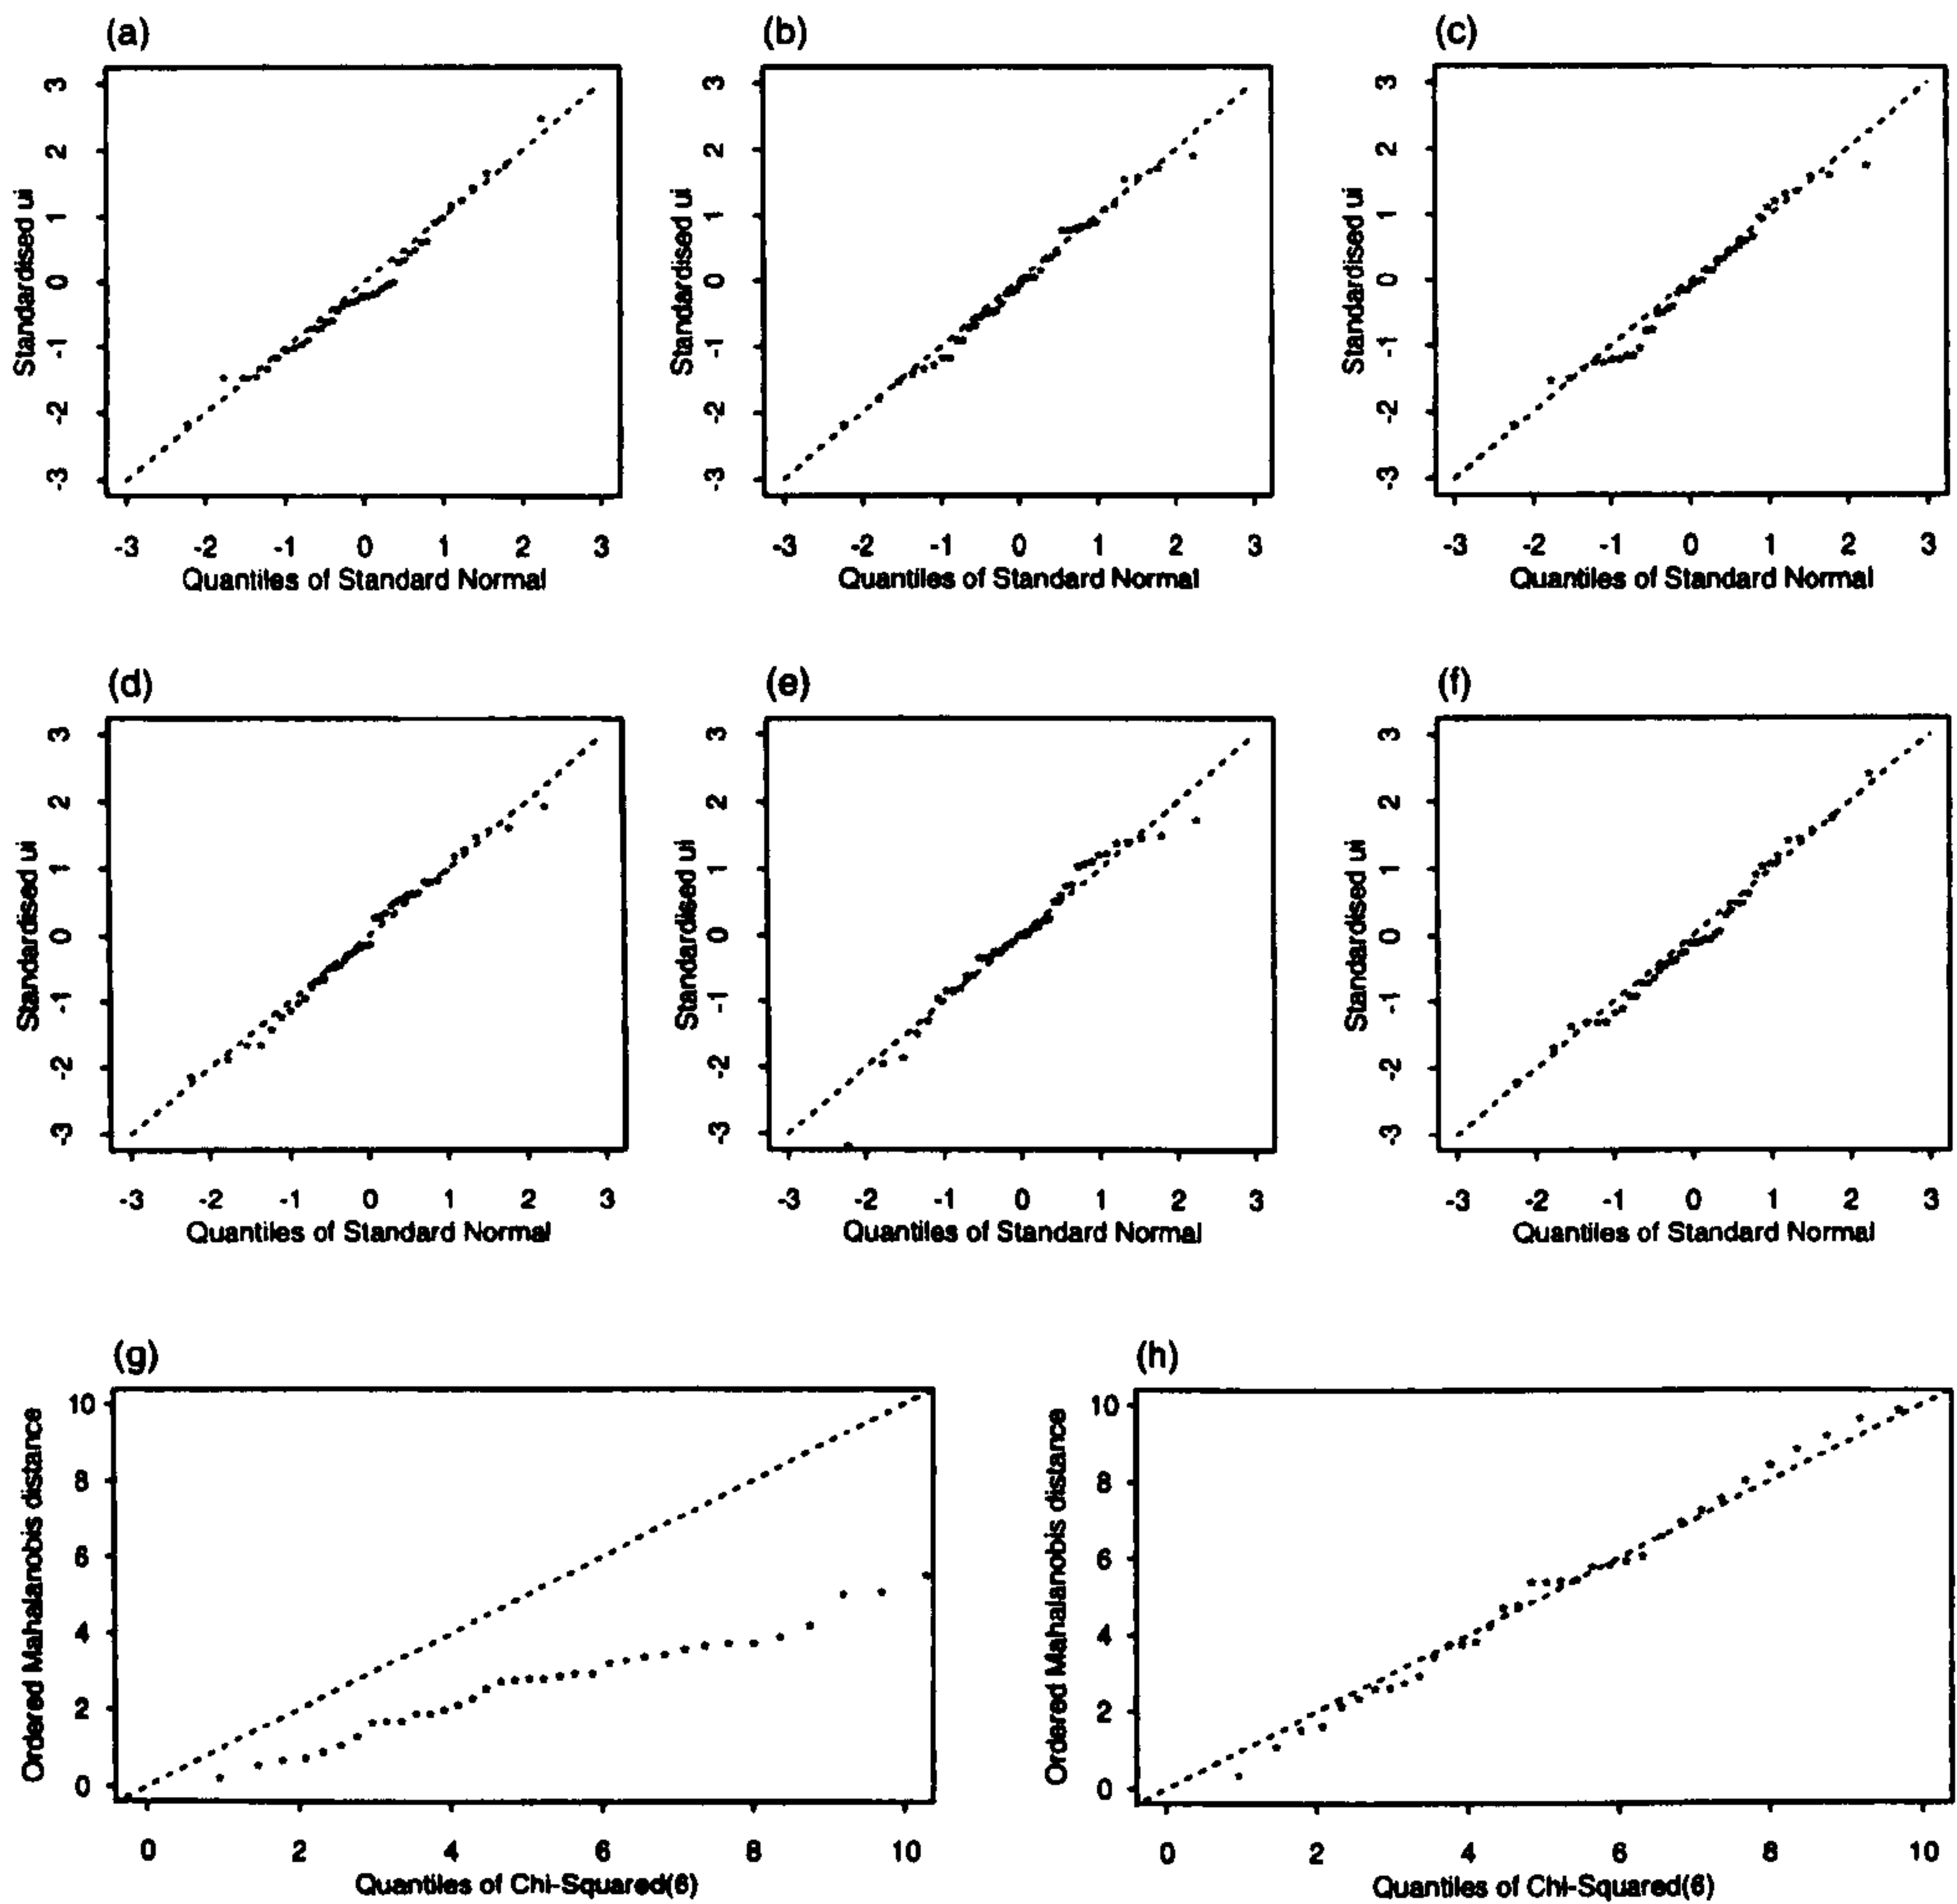 (a)
(b)
(c)
Standardised ui
3
2
1
0
-1
-2
-3
-3 -2 -1 0 1 2 3
Quantiles of Standard Normal
Standardised ui
3
2
1
0
-1
-2
-3
-3 -2 -1 0 1 2 3
Quantiles of Standard Normal
Standardised ui
3
2
1
0
-1
-2
-3
-3 -2 -1 0 1 2 3
Quantiles of Standard Normal
(d)
(e)
(f)
Standardised ui
3
2
1
0
-1
-2
-3
-3 -2 -1 0 1 2 3
Quantiles of Standard Normal
Standardised ui
3
2
1
0
-1
-2
-3
-3 -2 -1 0 1 2 3
Quantiles of Standard Normal
Standardised ui
3
2
1
0
-1
-2
-3
-3 -2 -1 0 1 2 3
Quantiles of Standard Normal
(g)
(h)
Ordered Mahalanobis distance
10
8
6
4
2
0
0 2 4 6 8 10
Quantiles of Chi-Squared(6)
Ordered Mahalanobis distance
10
8
6
4
2
0
0 2 4 6 8 10
Quantiles of Chi-Squared(6)